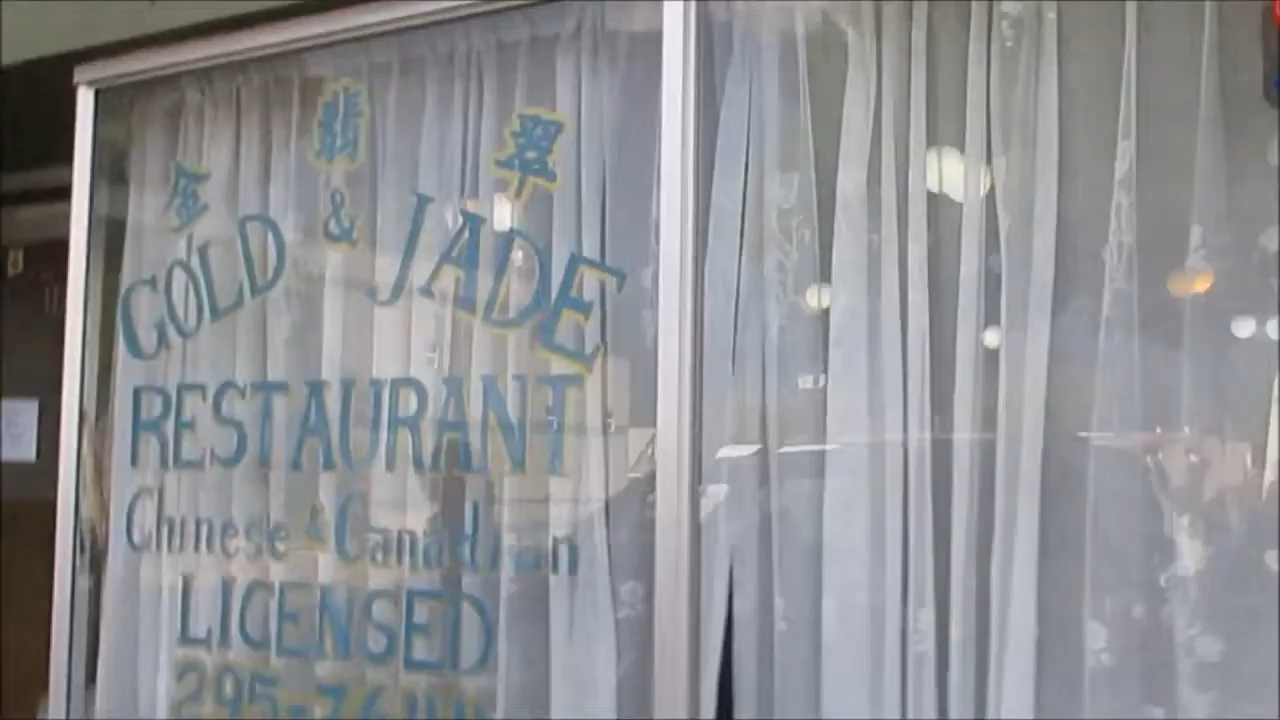 金 翡 翠
GOLD & JADE
RESTAURANT
Chinese & Canadian
LICENSED